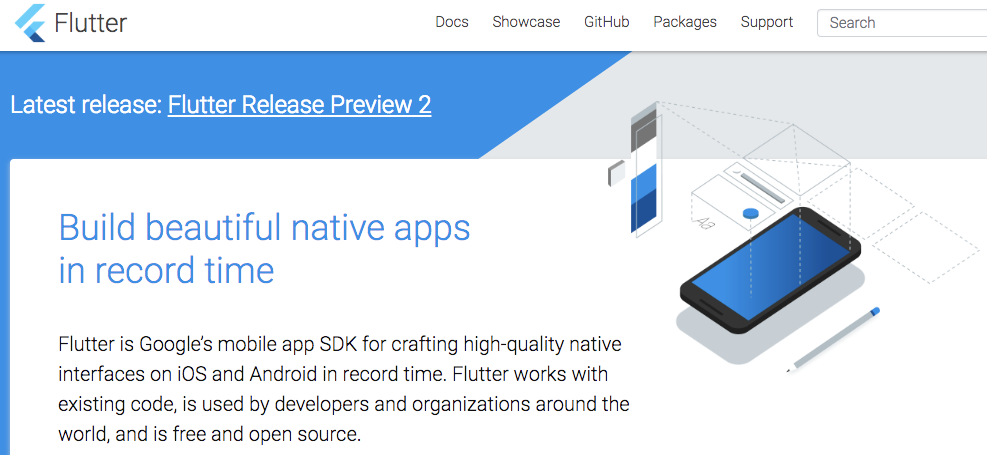 Flutter
Docs Showcase GitHub Packages Support Search
Latest release: Flutter Release Preview 2
Build beautiful native apps
in record time
Aa
Flutter is Google’s mobile app SDK for crafting high-quality native
interfaces on iOS and Android in record time. Flutter works with
existing code, is used by developers and organizations around the
world, and is free and open source.